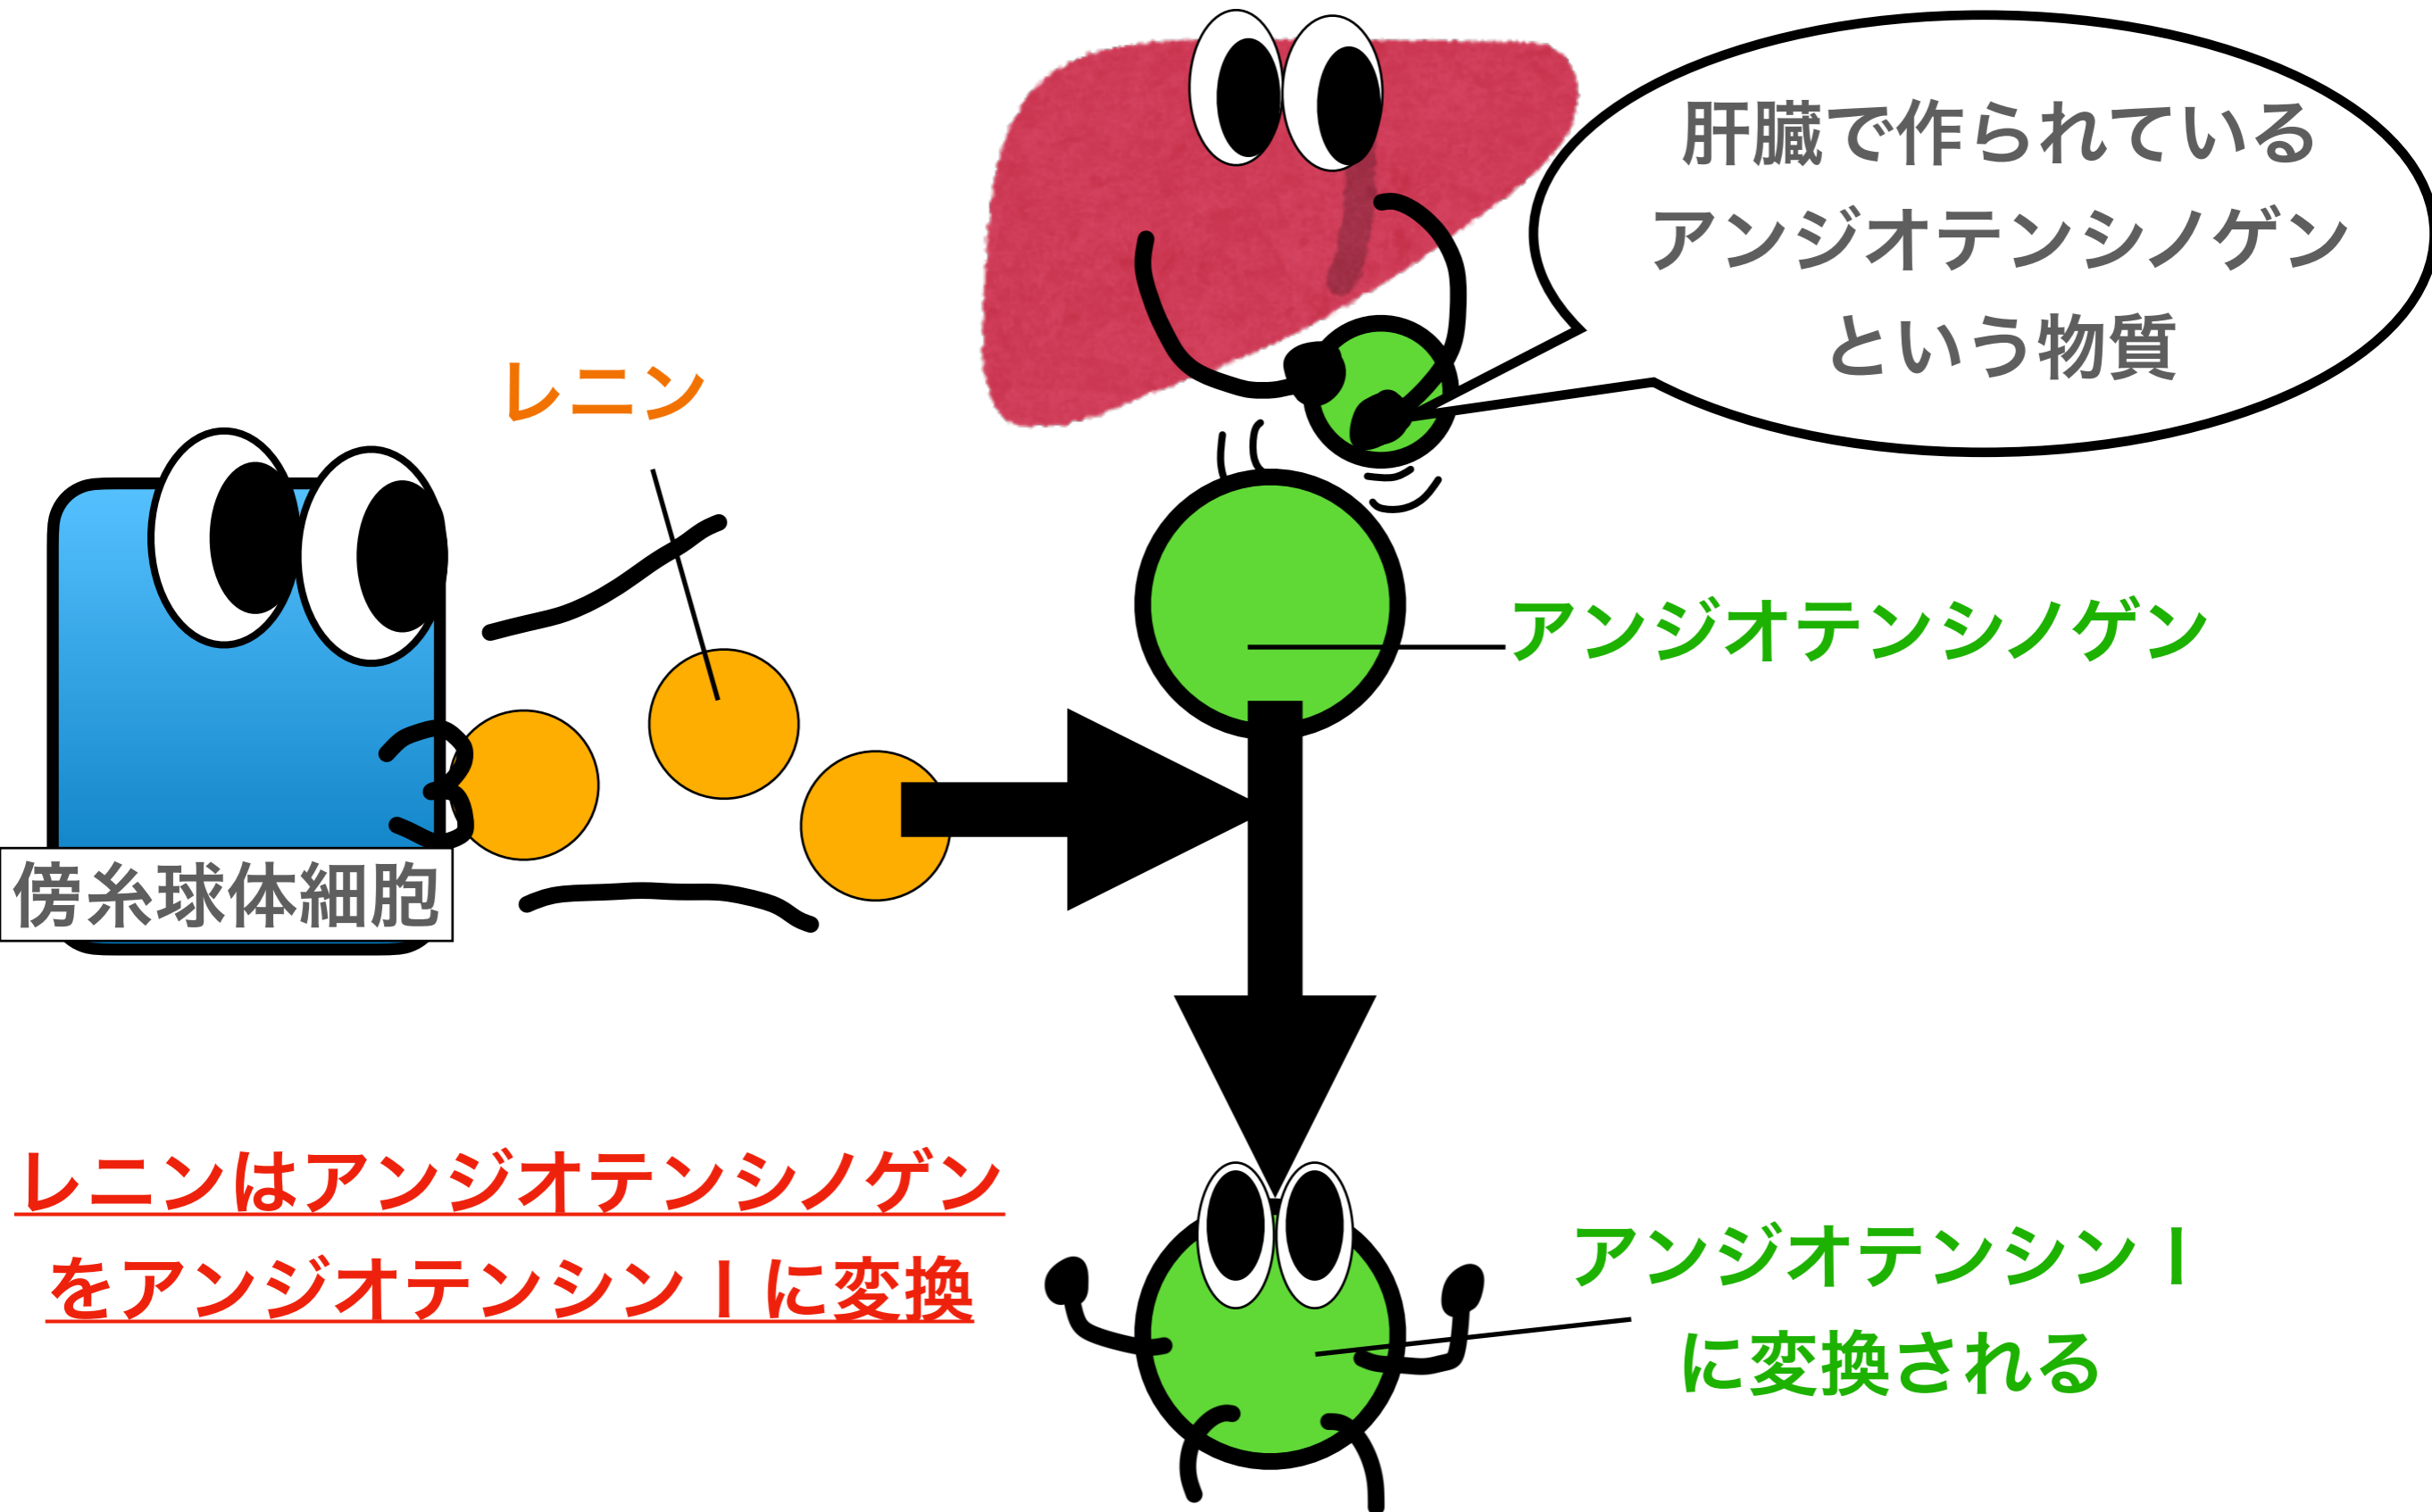 肝臓で作られている
アンジオテンシノゲン
という物質
レニン
アンジオテンシノゲン
傍糸球体細胞
レニンはアンジオテンシノゲン
をアンジオテンシンⅠに変換
アンジオテンシンⅠ
に変換される